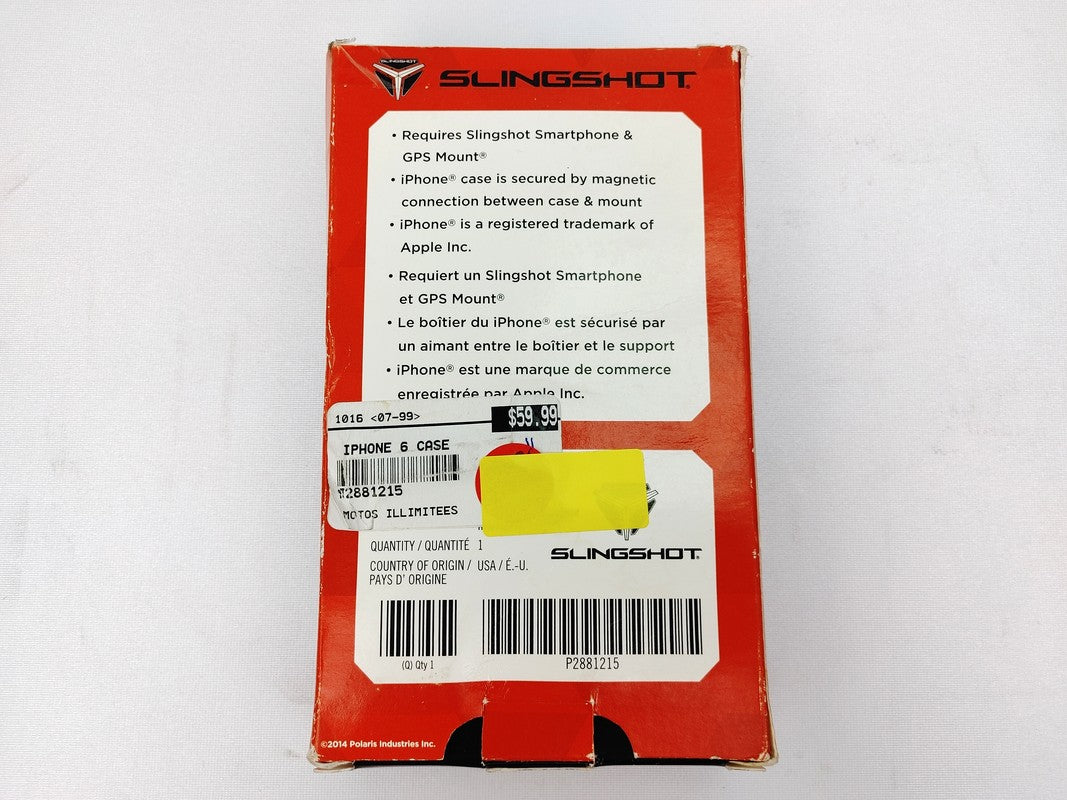 SLINGSHOT
SLINGSHOT®
• Requires Slingshot Smartphone &
GPS Mount®
• iPhone® case is secured by magnetic
connection between case & mount
• iPhone® is a registered trademark of
Apple Inc.
• Requiert un Slingshot Smartphone
et GPS Mount®
• Le boîtier du iPhone® est sécurisé par
un aimant entre le boîtier et le support
• iPhone® est une marque de commerce
enregistrée par Apple Inc.
1016 <07-99>
$59.99
IPHONE 6 CASE
2881215
MOTOS ILLIMITEES
QUANTITY / QUANTITÉ 1
SLINGSHOT®
COUNTRY OF ORIGIN / USA / É.-U.
PAYS D' ORIGINE
(Q) Qty 1
P2881215
©2014 Polaris Industries Inc.